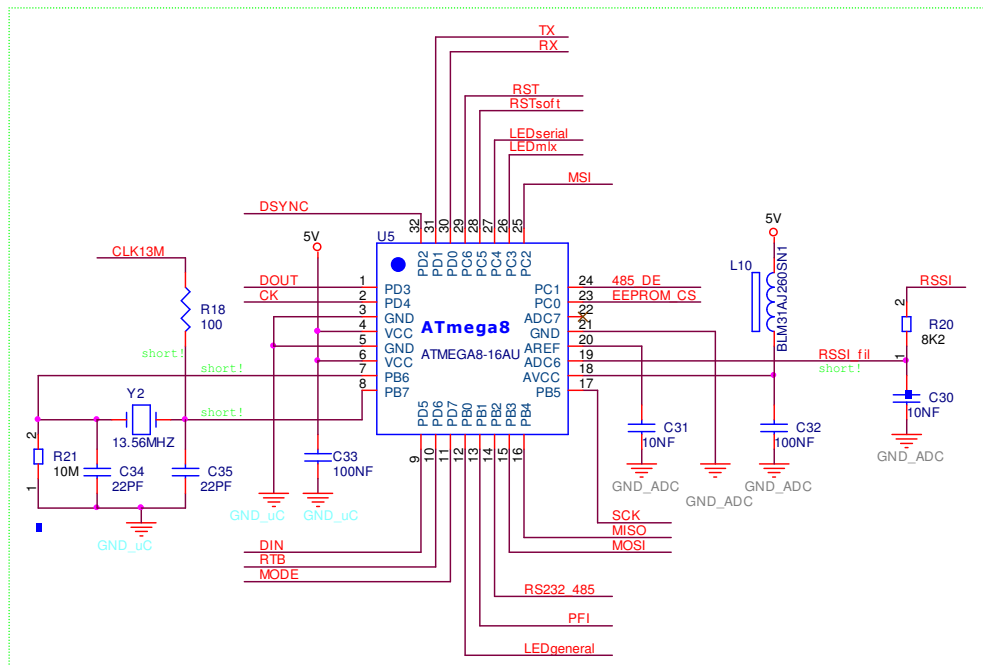 TX
RX
RST
RSTsoft
LEDserial
LEDmlx
MSI
DSYNC
32
31
30
29
28
27
26
25
5V
5V
U5
PD2
PD1
PD0
PC6
PC5
PC4
PC3
PC2
CLK13M
L10
BLM31AJ260SN1
DOUT
1
PD3
CK
2
PD4
3
GND
4
VCC
5
GND
6
VCC
7
PB6
8
PB7
ATmega8
ATMEGA8-16AU
PC1
24
485_DE
PC0
23
EEPROM_CS
ADC7
22
GND
21
AREF
20
ADC6
19
RSSI_fil
AVCC
18
short!
PB5
17
RSSI
2
R20
8K2
1
R18
100
short!
short!
short!
Y2
13.56MHZ
2
R21
10M
1
C34
22PF
C35
22PF
C33
100NF
C31
10NF
C32
100NF
C30
10NF
PD5
PD6
PD7
PB0
PB1
PB2
PB3
PB4
9
10
11
12
13
14
15
16
GND_ADC
GND_ADC
GND_ADC
GND_ADC
GND_uC
GND_uC
GND_uC
SCK
MISO
MOSI
DIN
RTB
MODE
RS232_485
PFI
LEDgeneral